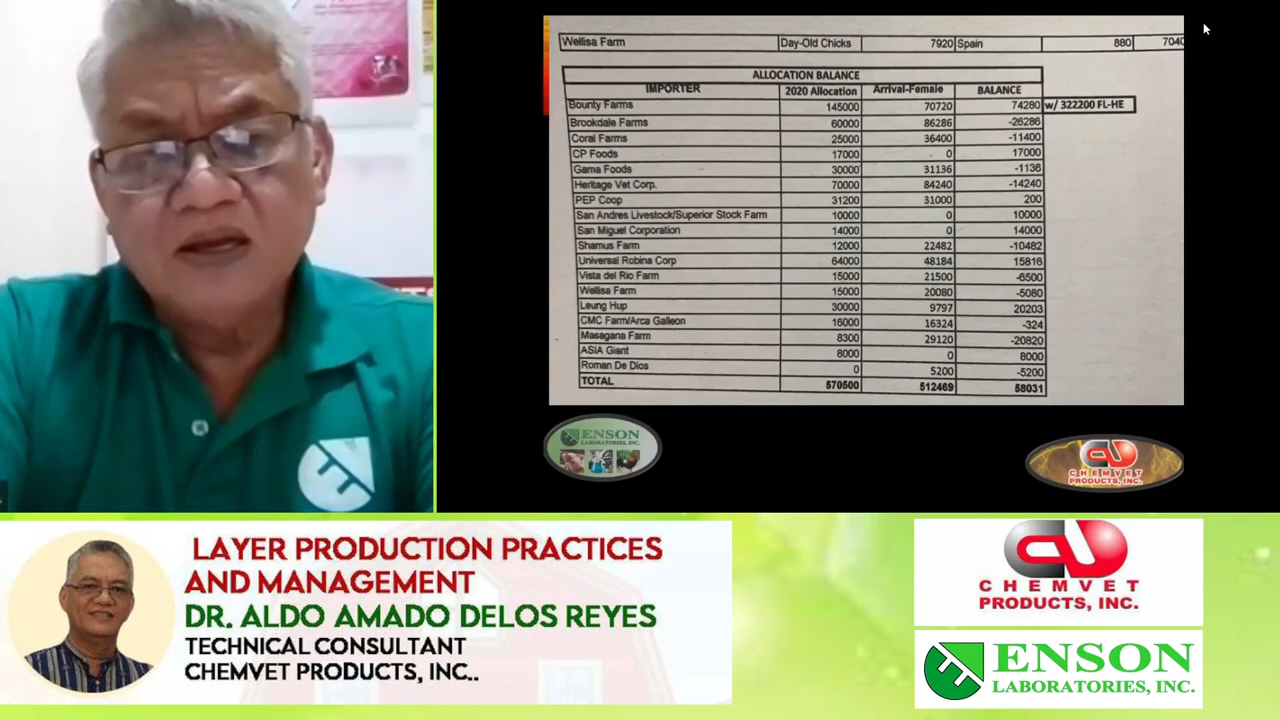 Wellisa Farm Day-Old Chicks 7920 Spain 880 7040
ALLOCATION BALANCE
IMPORTER 2020 Allocation Arrival-Female BALANCE
Bounty Farms 145000 70720 74280 w/ 322200 FL-HE
Brookdale Farms 60000 86286 -26286
Coral Farms 25000 36400 -11400
CP Foods 17000 0 17000
Gama Foods 30000 31136 -1136
Heritage Vet Corp. 70000 84240 -14240
PEP Coop 31200 31000 200
San Andres Livestock/Superior Stock Farm 10000 0 10000
San Miguel Corporation 14000 0 14000
Shamus Farm 12000 22482 -10482
Universal Robina Corp 64000 48184 15816
Vista del Rio Farm 15000 21500 -6500
Wellisa Farm 15000 20080 -5080
Leung Hup 30000 9797 20203
CMC Farm/Arca Galleon 16000 16324 -324
Masagana Farm 8300 29120 -20820
ASIA Giant 8000 0 8000
Roman De Dios 0 5200 -5200
TOTAL 570500 512469 58031
ENSON
LABORATORIES, INC.
CHEMVET
PRODUCTS, INC.
LAYER PRODUCTION PRACTICES
AND MANAGEMENT
DR. ALDO AMADO DELOS REYES
TECHNICAL CONSULTANT
CHEMVET PRODUCTS, INC..
CHEMVET
PRODUCTS, INC.
ENSON
LABORATORIES, INC.